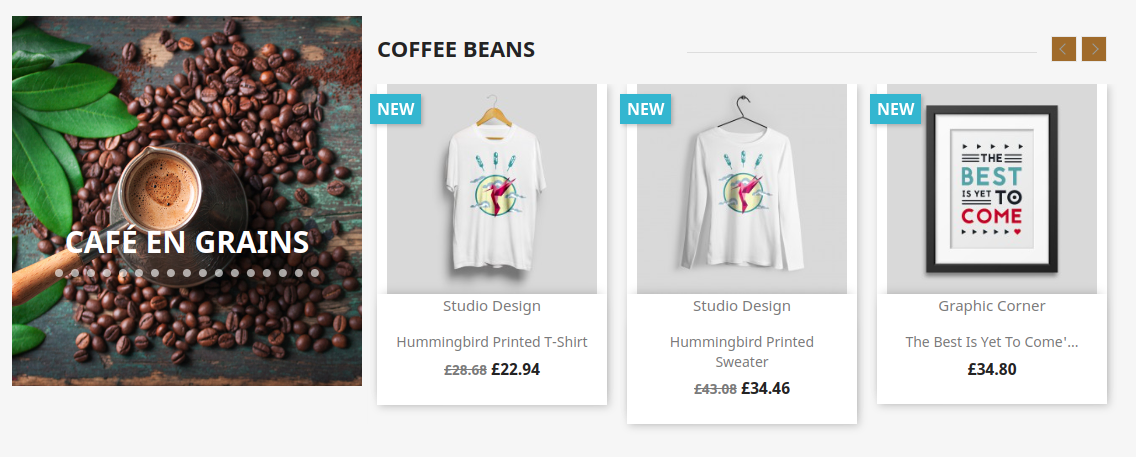 CAFÉ EN GRAINS
COFFEE BEANS
NEW
Studio Design
Hummingbird Printed T-Shirt
£28.68 £22.94
NEW
Studio Design
Hummingbird Printed
Sweater
£43.08 £34.46
NEW
THE
BEST
IS YET TO
COME
Graphic Corner
The Best Is Yet To Come'...
£34.80